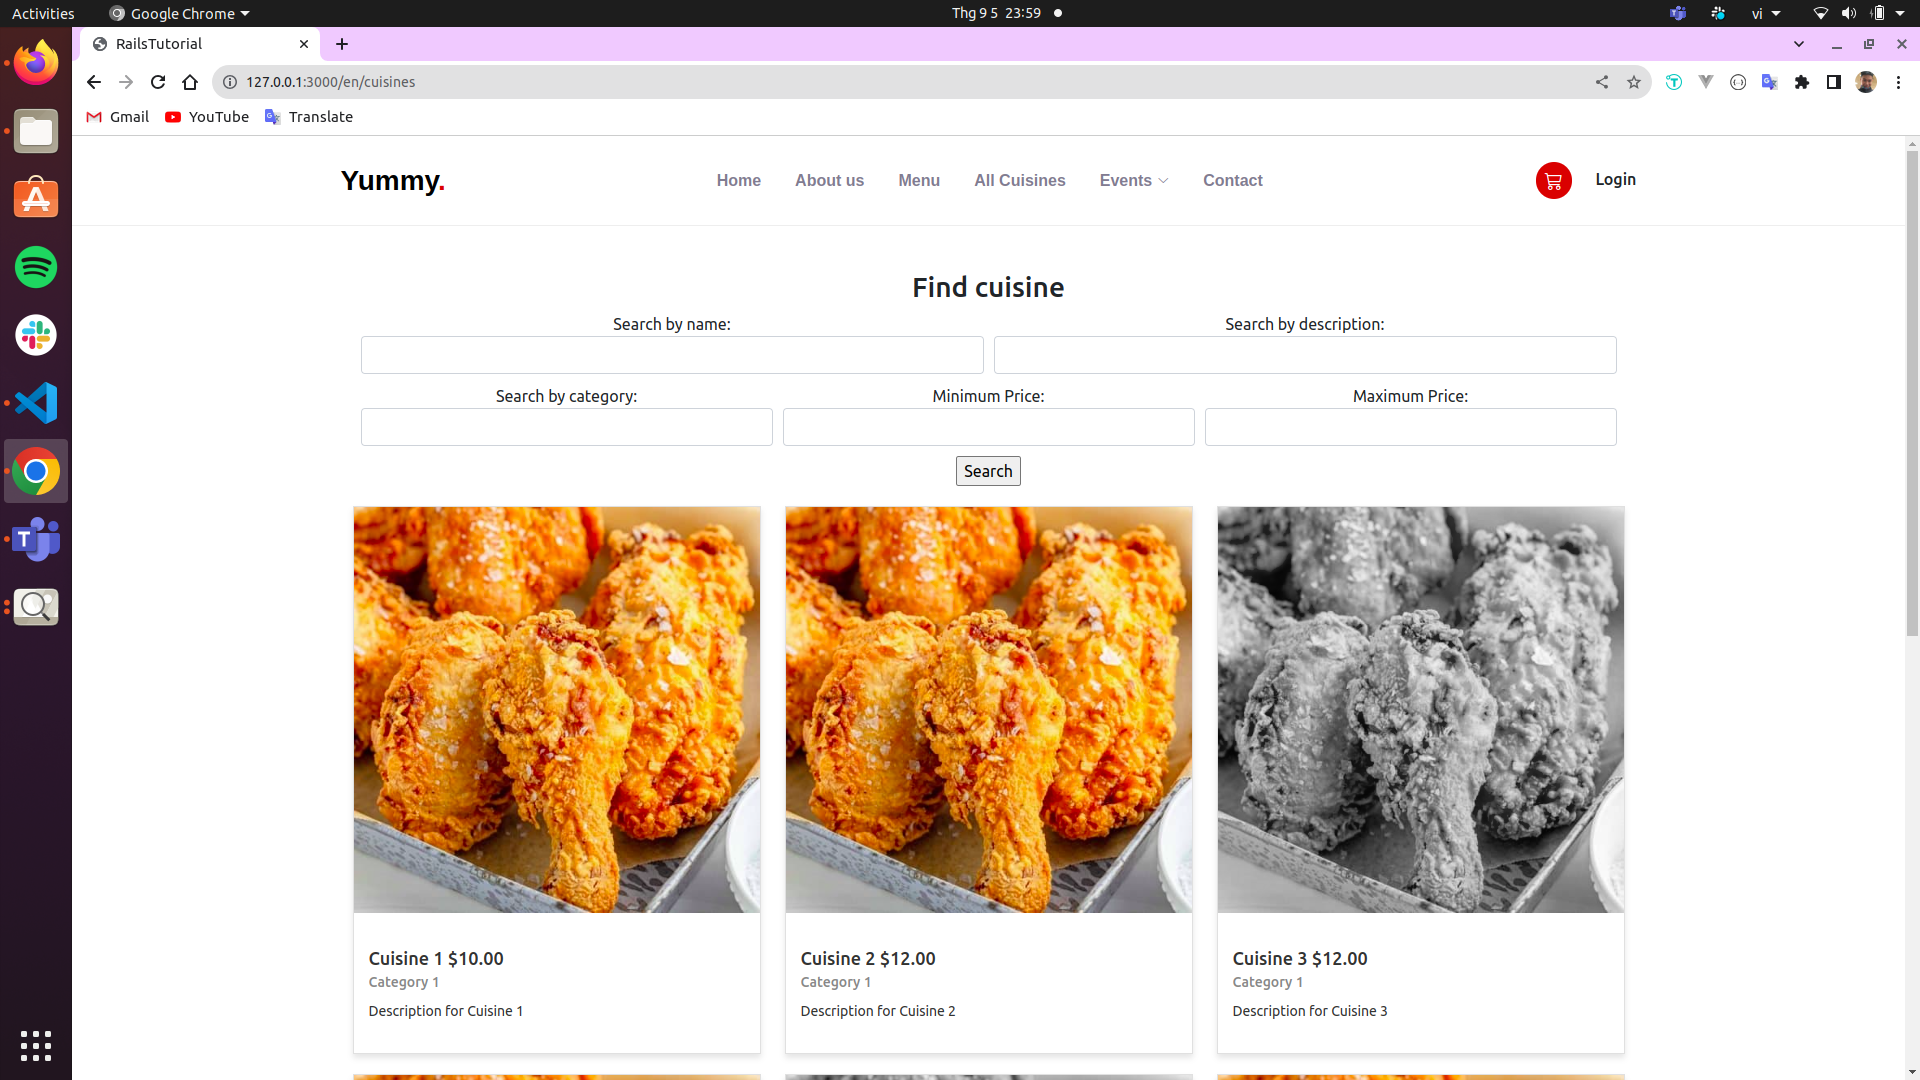 Activities
Google Chrome
Thg 9 5 23:59
vi
RailsTutorial
127.0.0.1:3000/en/cuisines
Gmail
YouTube
Translate
Yummy.
Home
About us
Menu
All Cuisines
Events
Contact
Login
Find cuisine
Search by name:
Search by description:
Search by category:
Minimum Price:
Maximum Price:
Search
Cuisine 1 $10.00
Category 1
Description for Cuisine 1
Cuisine 2 $12.00
Category 1
Description for Cuisine 2
Cuisine 3 $12.00
Category 1
Description for Cuisine 3